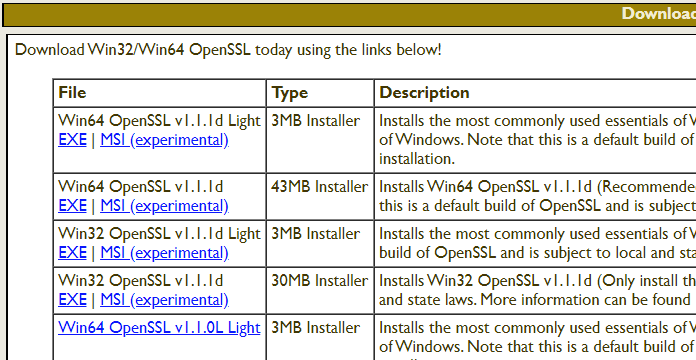 Download
Download Win32/Win64 OpenSSL today using the links below!
File Type Description
Win64 OpenSSL v1.1.1d Light 3MB Installer Installs the most commonly used essentials of
EXE | MSI (experimental) of Windows. Note that this is a default build of
installation.
Win64 OpenSSL v1.1.1d 43MB Installer Installs Win64 OpenSSL v1.1.1d (Recommended
EXE | MSI (experimental) this is a default build of OpenSSL and is subject
Win32 OpenSSL v1.1.1d Light 3MB Installer Installs the most commonly used essentials of
EXE | MSI (experimental) build of OpenSSL and is subject to local and sta
Win32 OpenSSL v1.1.1d 30MB Installer Installs Win32 OpenSSL v1.1.1d (Only install th
EXE | MSI (experimental) and state laws. More information can be found
Win64 OpenSSL v1.1.0L Light 3MB Installer Installs the most commonly used essentials of
of Windows. Note that this is a default build of